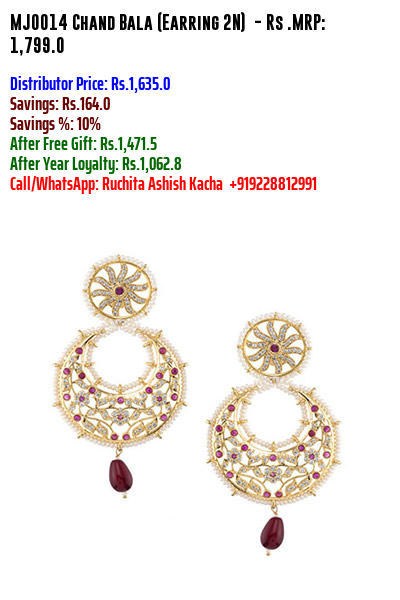 MJ0014 Chand Bala (Earring 2N) - Rs .MRP:
1,799.0
Distributor Price: Rs.1,635.0
Savings: Rs.164.0
Savings %: 10%
After Free Gift: Rs.1,471.5
After Year Loyalty: Rs.1,062.8
Call/WhatsApp: Ruchita Ashish Kacha +919228812991